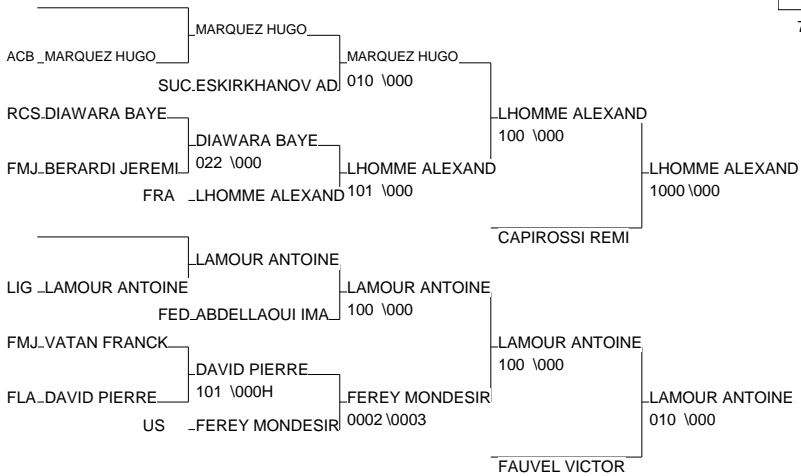 7
MARQUEZ HUGO
ACB MARQUEZ HUGO
MARQUEZ HUGO
SUC ESKIRKHANOV AD
010 \000
RCS DIAWARA BAYE
LHOMME ALEXAND
100 \000
DIAWARA BAYE
022 \000
FMJ BERARDI JEREMI
LHOMME ALEXAND
101 \000
LHOMME ALEXAND
1000 \000
FRA LHOMME ALEXAND
CAPIROSSI REMI
LAMOUR ANTOINE
LIG LAMOUR ANTOINE
LAMOUR ANTOINE
100 \000
FED ABDELLAOUI IMA
FMJ VATAN FRANCK
LAMOUR ANTOINE
100 \000
DAVID PIERRE
101 \000H
FLA DAVID PIERRE
FEREY MONDESIR
0002 \0003
LAMOUR ANTOINE
010 \000
US FEREY MONDESIR
FAUVEL VICTOR